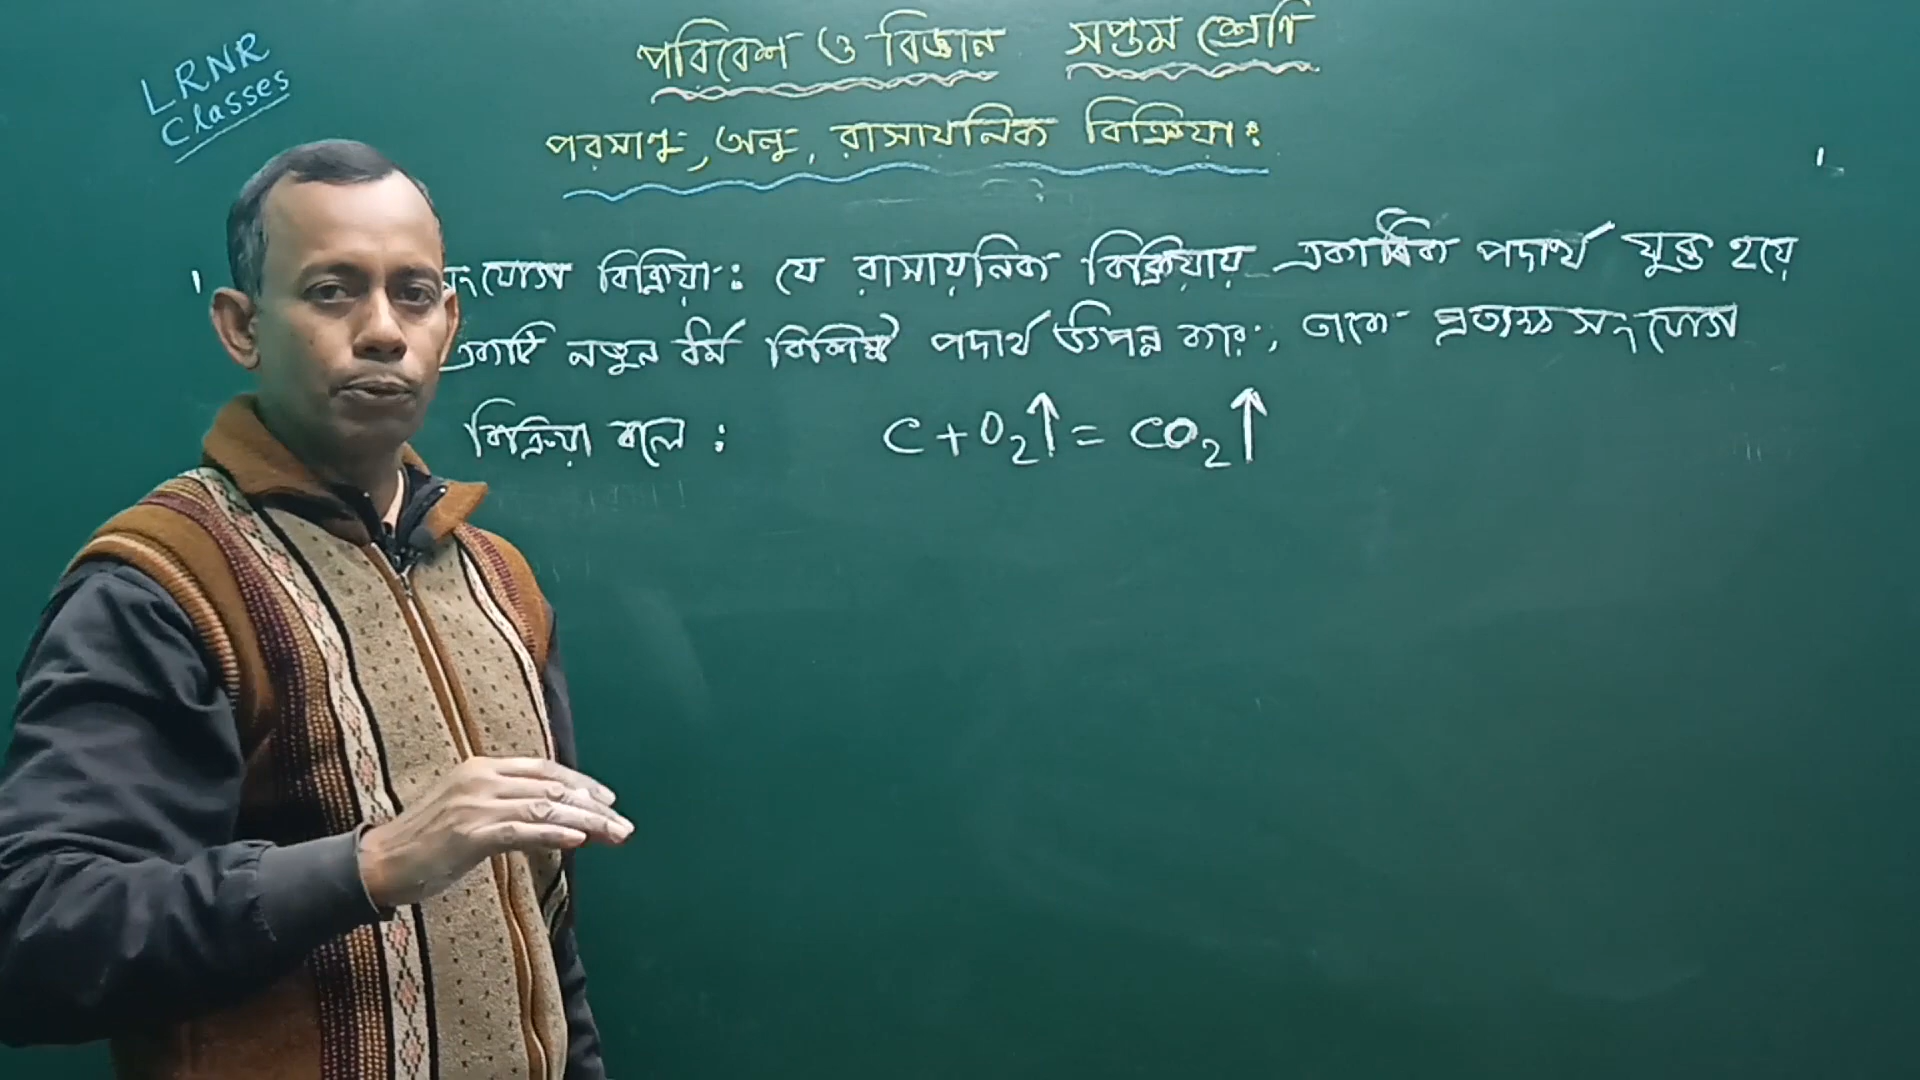 LRNR
Classes
পরিবেশ ও বিজ্ঞান সপ্তম শ্রেণি
পরমাণু, অণু, রাসায়নিক বিক্রিয়া:
সংযোগ বিক্রিয়া: যে রাসায়নিক বিক্রিয়ায় একাধিক পদার্থ যুক্ত হয়ে
একটি নতুন ধর্ম বিশিষ্ট পদার্থ উৎপন্ন করে, তাকে প্রত্যক্ষ সংযোগ
বিক্রিয়া বলে: C + O₂↑ = CO₂↑